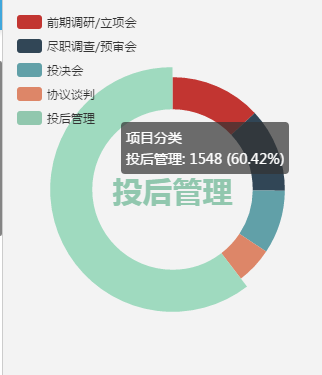 前期调研/立项会
尽职调查/预审会
投决会
协议谈判
投后管理
项目分类
投后管理: 1548 (60.42%)
投后管理